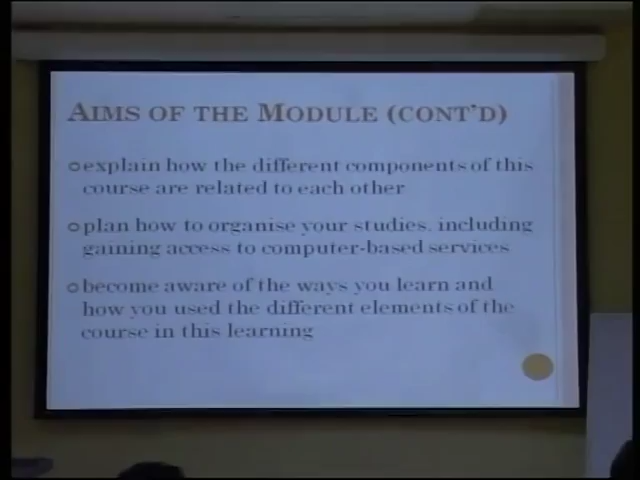 AIMS OF THE MODULE (CONT'D)
explain how the different components of this
course are related to each other
plan how to organise your studies, including
gaining access to computer-based services
become aware of the ways you learn and
how you used the different elements of the
course in this learning